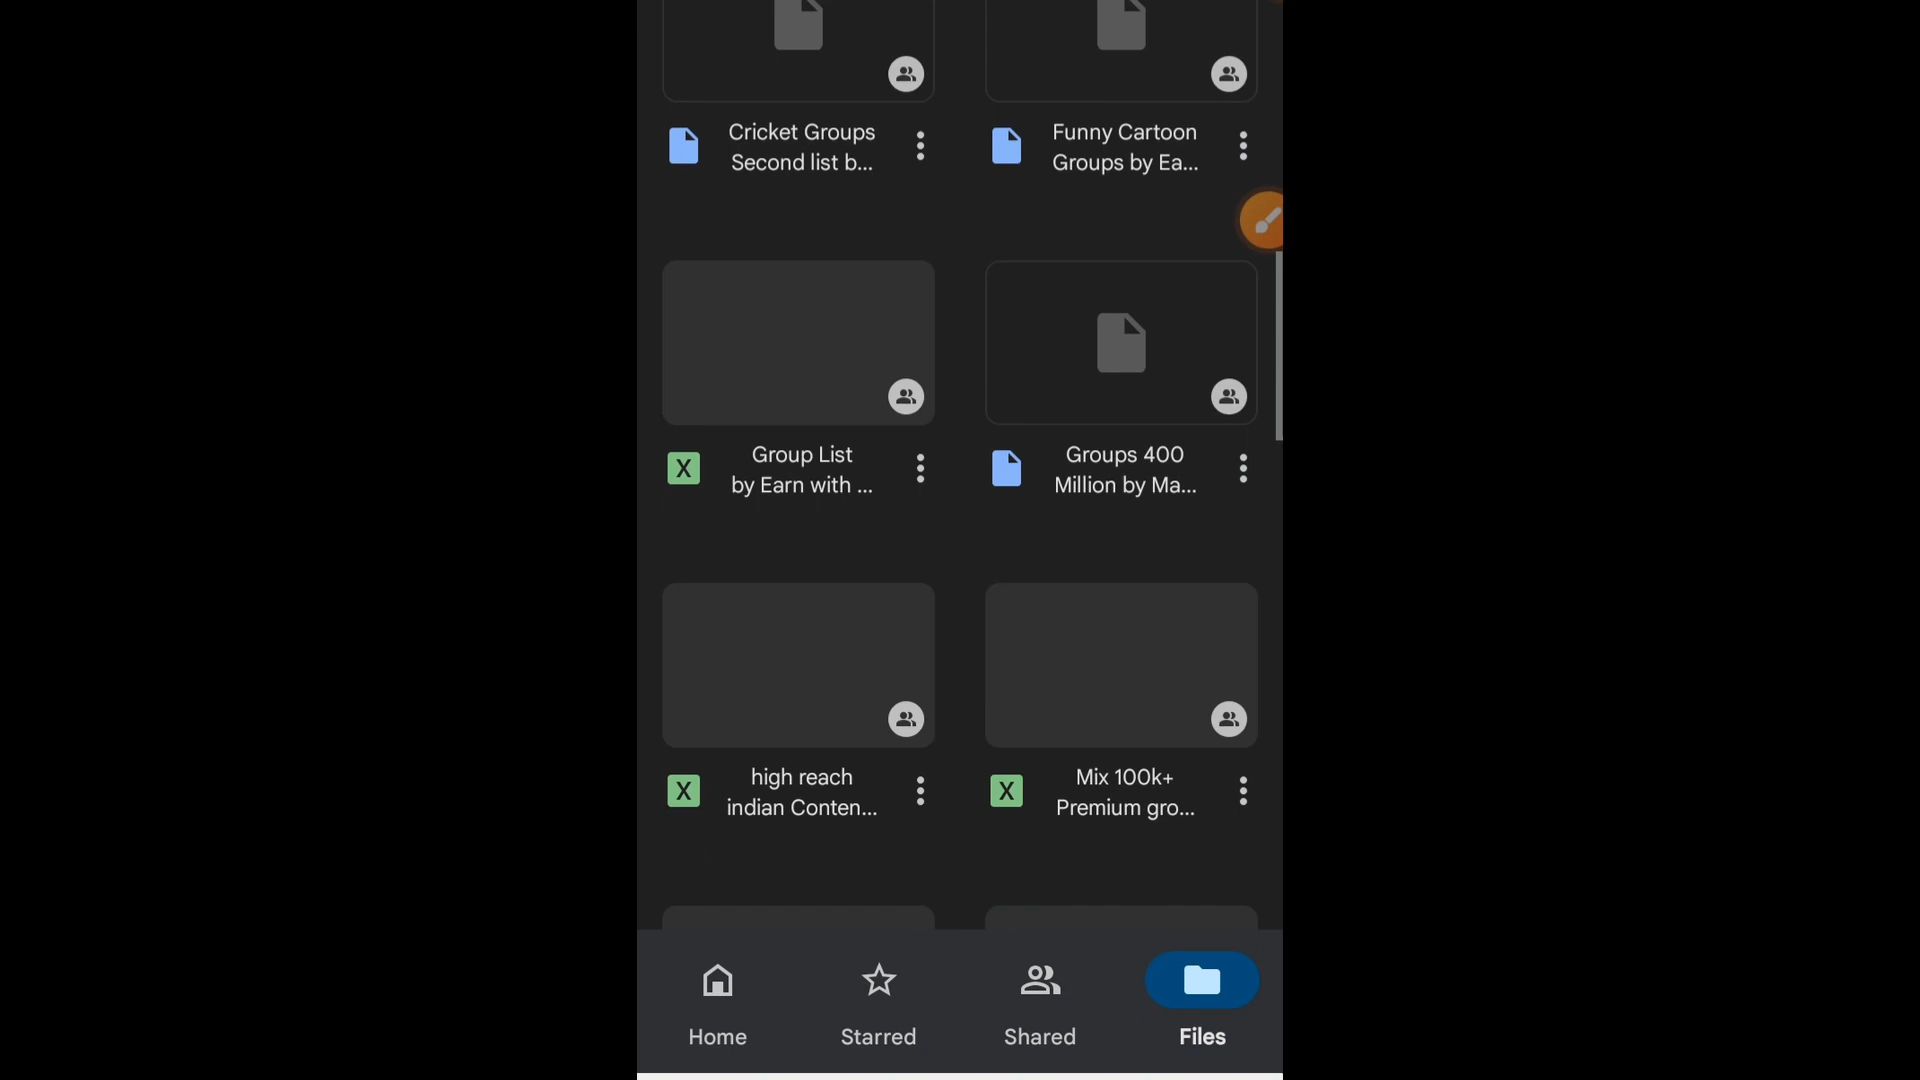 Cricket Groups
Second list b...
Funny Cartoon
Groups by Ea...
Group List
by Earn with ...
Groups 400
Million by Ma...
X
high reach
indian Conten...
Mix 100k+
Premium gro...
X
X
Home
Starred
Shared
Files